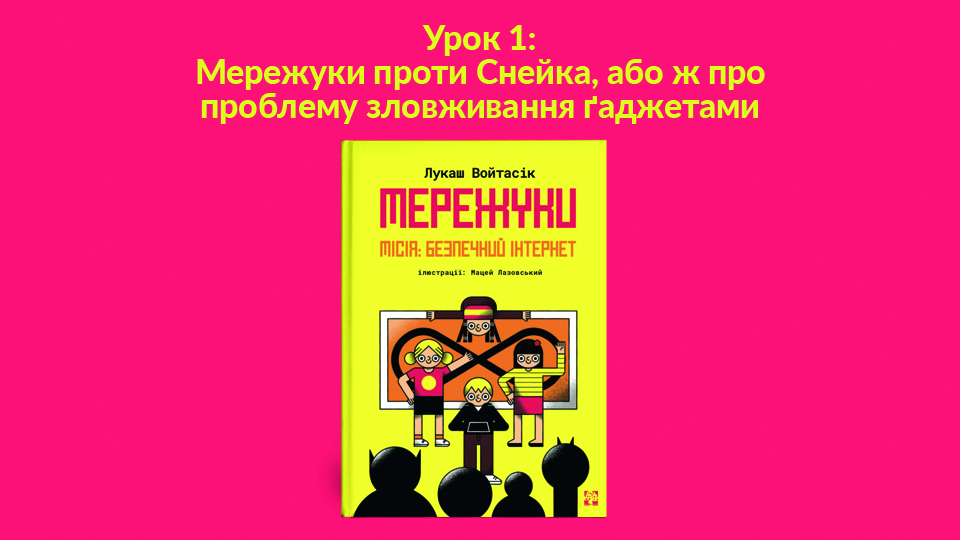 Урок 1:
Мережуки проти Снейка, або ж про
проблему зловживання ґаджетами
Лукаш Войтасік
МЕРЕЖУКИ
МІСІЯ: БЕЗПЕЧНИЙ ІНТЕРНЕТ
ілюстрації: Мацей Лазовський